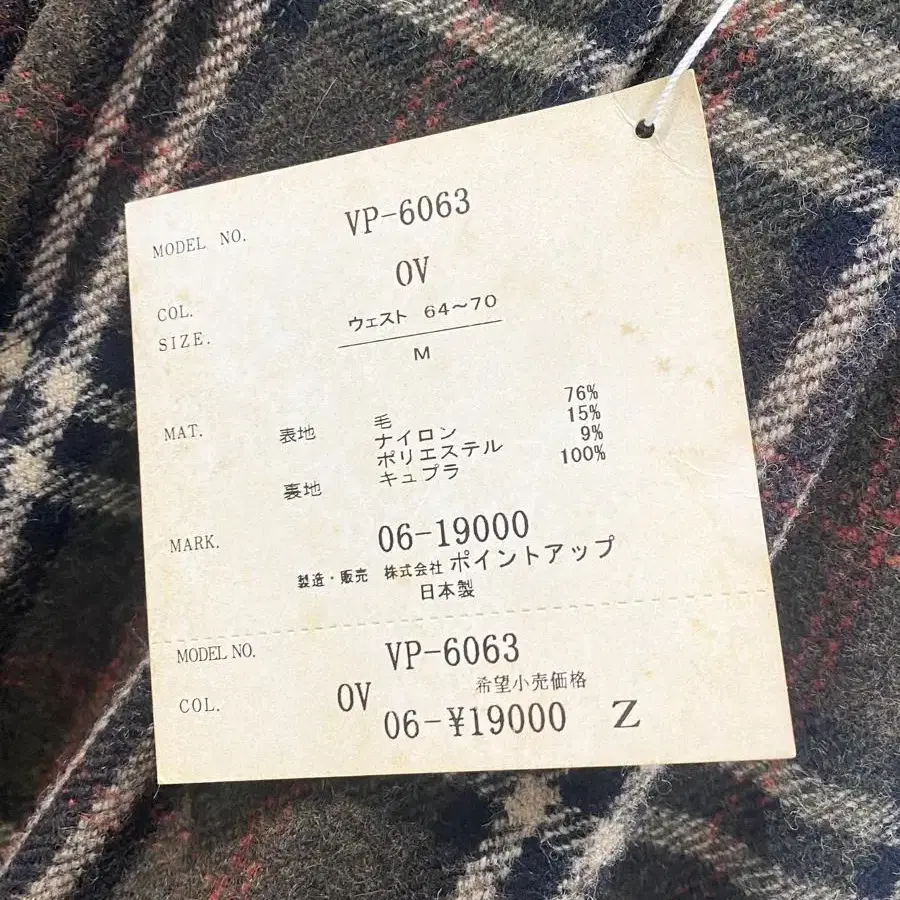 MODEL NO. VP-6063
COL. OV
SIZE. ウェスト 64〜70
M
MAT. 表地 毛 76%
ナイロン 15%
ポリエステル 9%
裏地 キュプラ 100%
MARK. 06-19000
製造・販売 株式会社 ポイントアップ
日本製
MODEL NO. VP-6063
COL. OV 希望小売価格
06-¥19000 Z